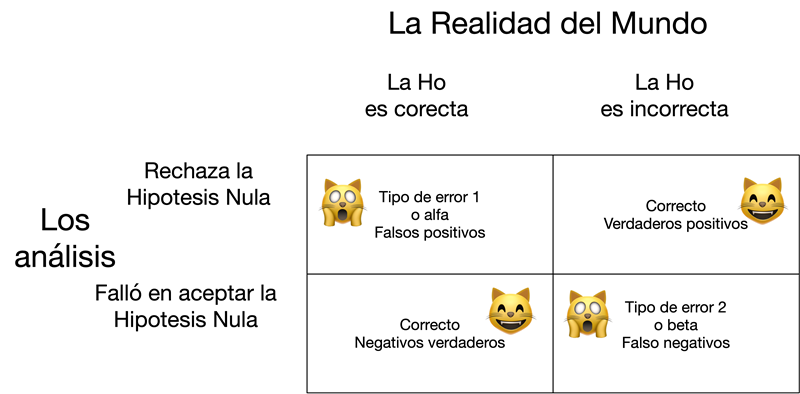 La Realidad del Mundo
La Ho
es corecta
La Ho
es incorrecta
Los
análisis
Rechaza la
Hipotesis Nula
Tipo de error 1
o alfa
Falsos positivos
Correcto
Verdaderos positivos
Falló en aceptar la
Hipotesis Nula
Correcto
Negativos verdaderos
Tipo de error 2
o beta
Falso negativos